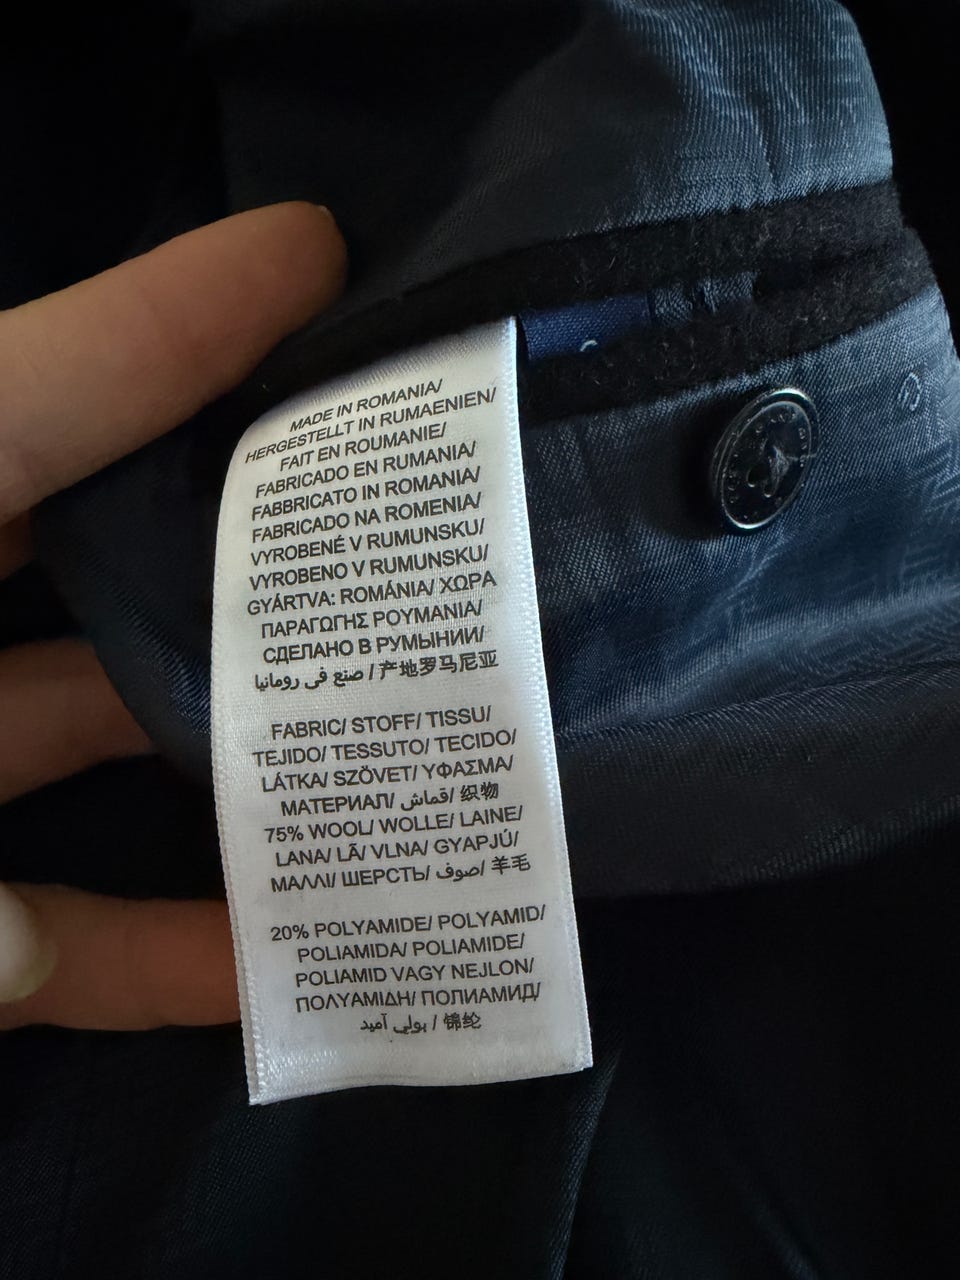 MADE IN ROMANIA/
HERGESTELLT IN RUMAENIEN/
FAIT EN ROUMANIE/
FABRICADO EN RUMANIA/
FABBRICATO IN ROMANIA/
FABRICADO NA ROMENIA/
VYROBENÉ V RUMUNSKU/
VYROBENO V RUMUNSKU/
GYÁRTVA: ROMÁNIA/ ΧΩΡΑ
ΠΑΡΑΓΩΓΗΣ ΡΟΥΜΑΝΙΑ/
СДЕЛАНО В РУМЫНИИ/
صنع في رومانيا / 产地罗马尼亚
FABRIC/ STOFF/ TISSU/
TEJIDO/ TESSUTO/ TECIDO/
LÁTKA/ SZÖVET/ ΥΦΑΣΜΑ/
МАТЕРИАЛ/ قماش/ 织物
75% WOOL/ WOLLE/ LAINE/
LANA/ LÃ/ VLNA/ GYAPJÚ/
ΜΑΛΛΙ/ ШЕРСТЬ/ صوف/ 羊毛
20% POLYAMIDE/ POLYAMID/
POLIAMIDA/ POLIAMIDE/
POLIAMID VAGY NEJLON/
ΠΟΛΥΑΜΙΔΗ/ ПОЛИАМИД/
بولي آميد / 锦纶